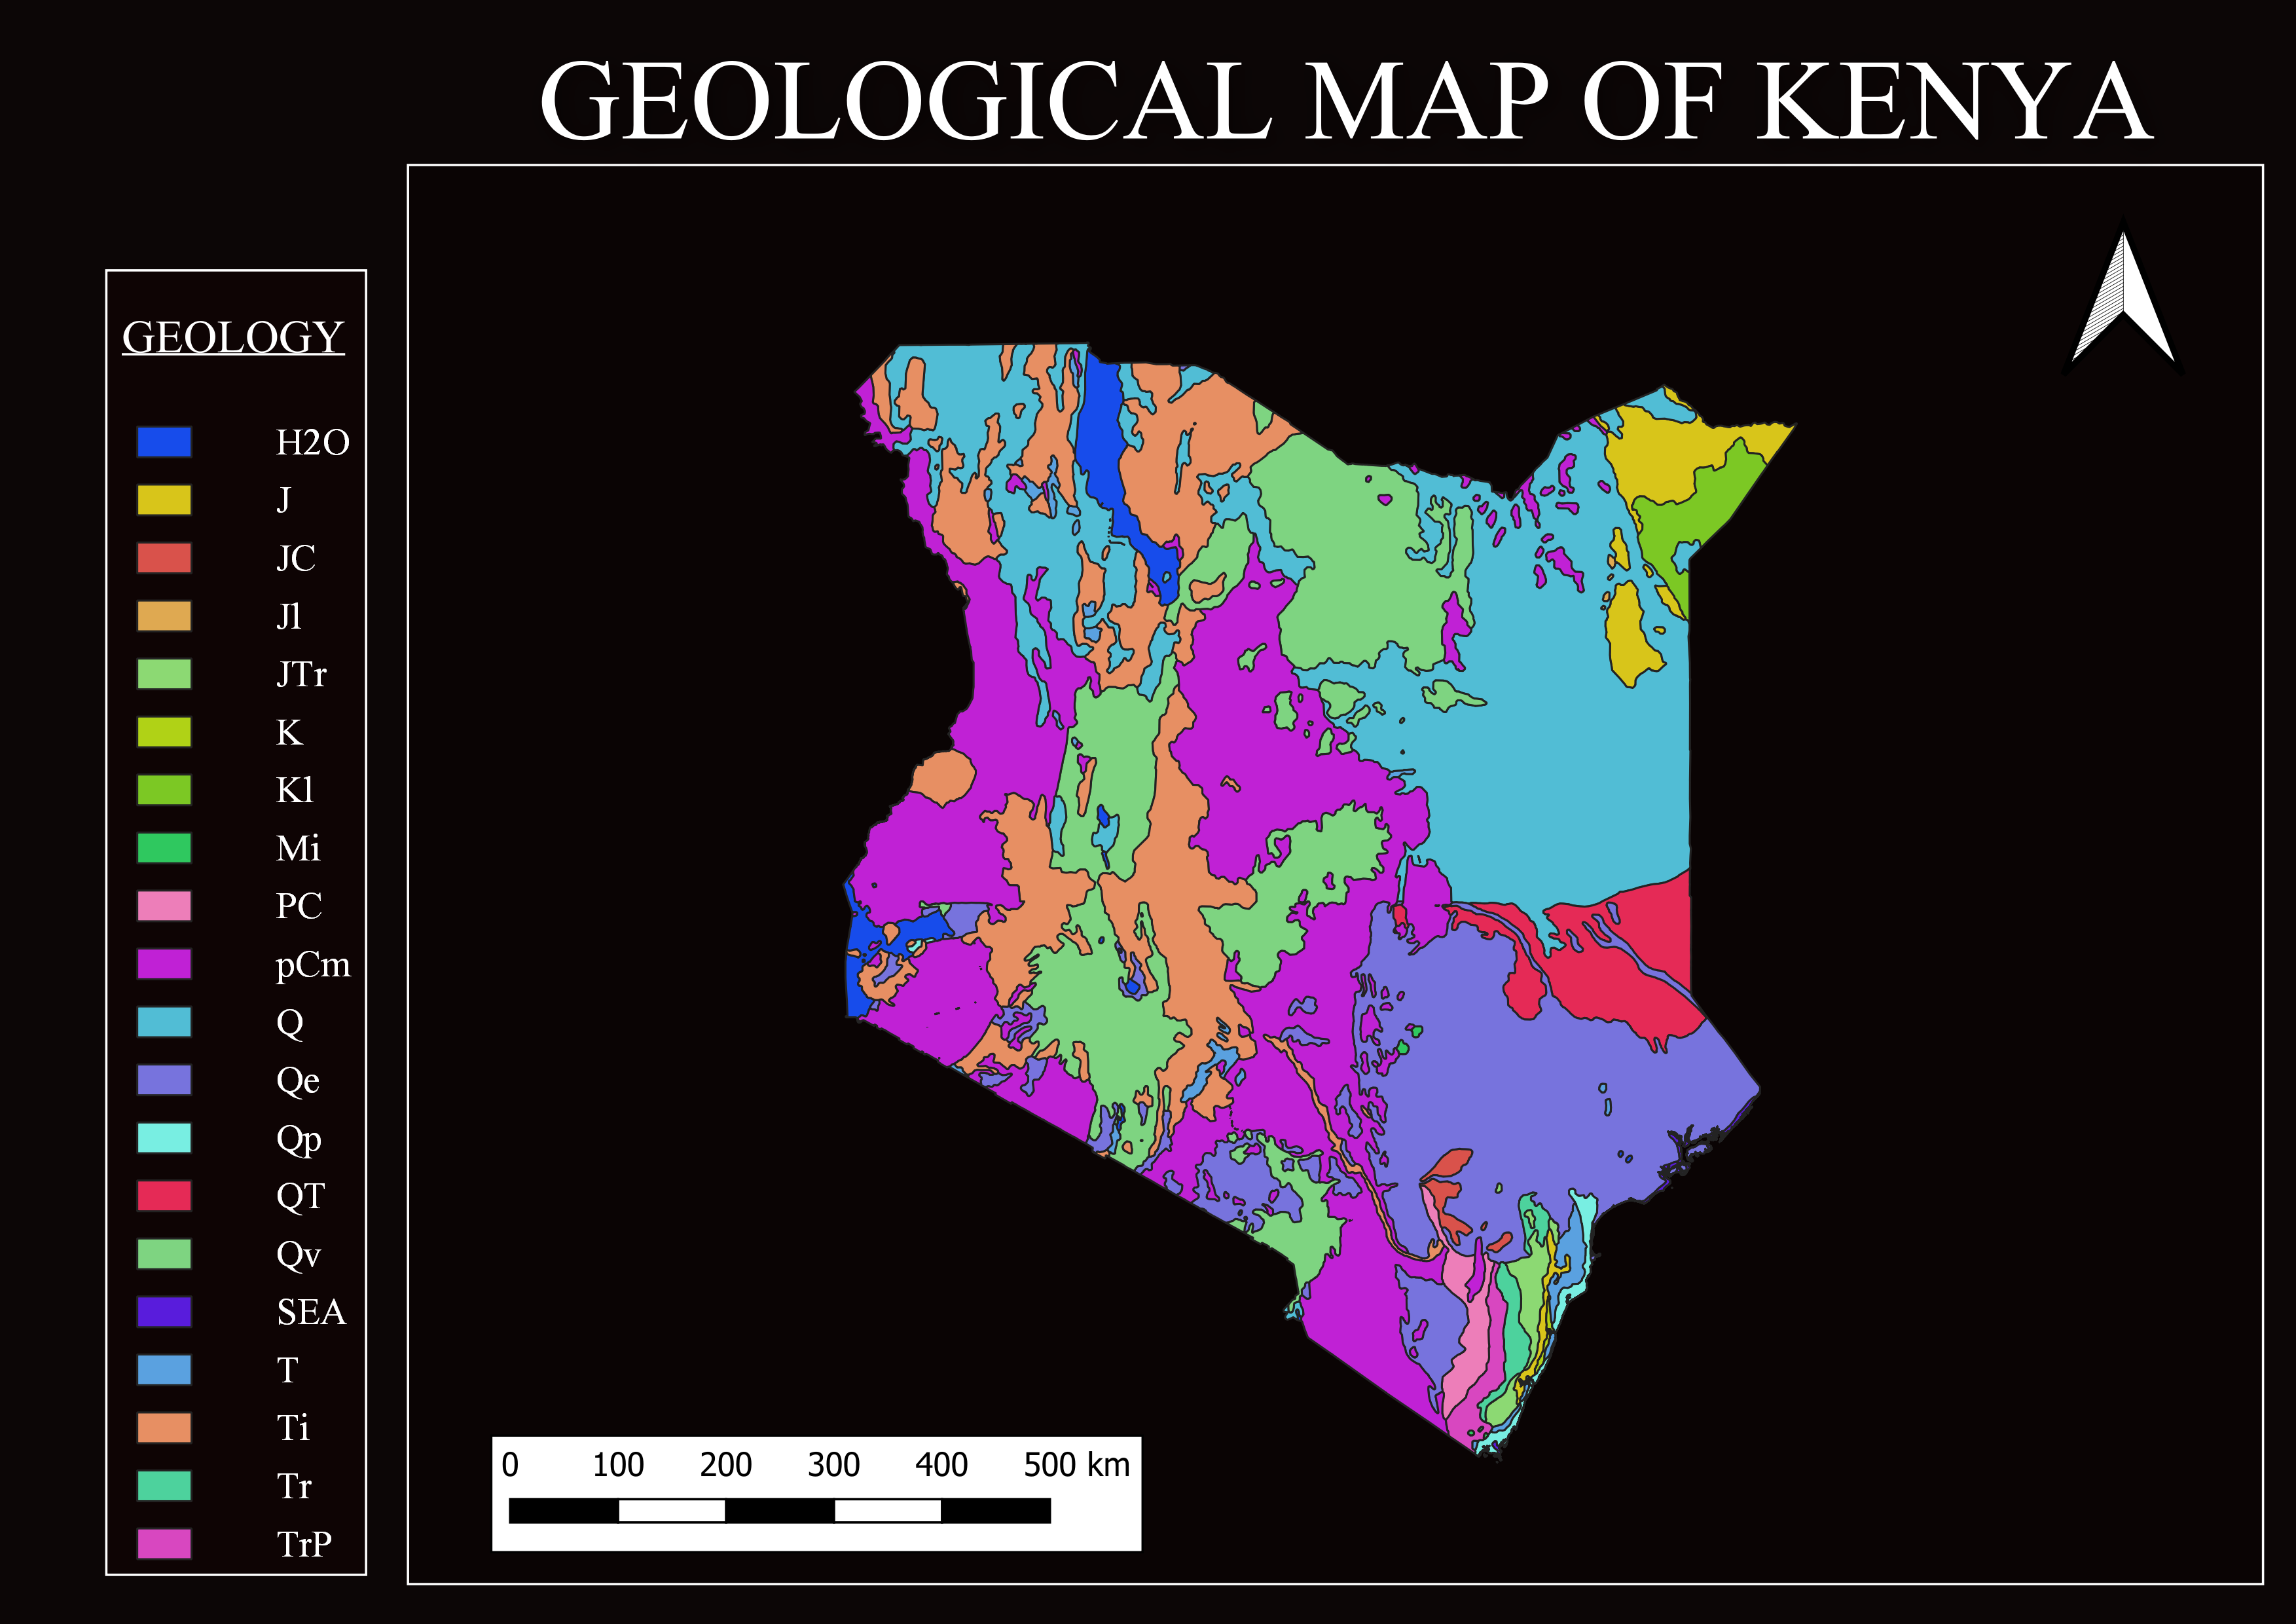 GEOLOGICAL MAP OF KENYA
GEOLOGY
H2O
J
JC
Jl
JTr
K
Kl
Mi
PC
pCm
Q
Qe
Qp
QT
Qv
SEA
T
Ti
Tr
TrP
0 100 200 300 400 500 km